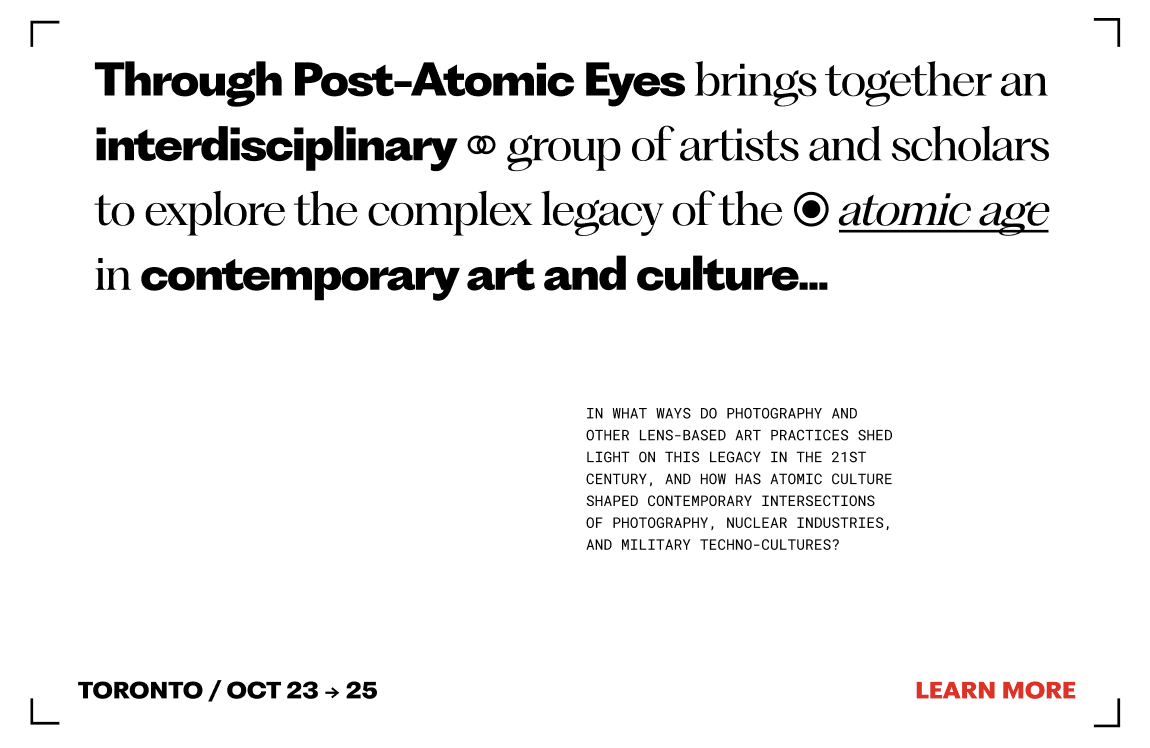 Through Post-Atomic Eyes brings together an
interdisciplinary group of artists and scholars
to explore the complex legacy of the atomic age
in contemporary art and culture...
IN WHAT WAYS DO PHOTOGRAPHY AND
OTHER LENS-BASED ART PRACTICES SHED
LIGHT ON THIS LEGACY IN THE 21ST
CENTURY, AND HOW HAS ATOMIC CULTURE
SHAPED CONTEMPORARY INTERSECTIONS
OF PHOTOGRAPHY, NUCLEAR INDUSTRIES,
AND MILITARY TECHNO-CULTURES?
TORONTO / OCT 23 → 25
LEARN MORE